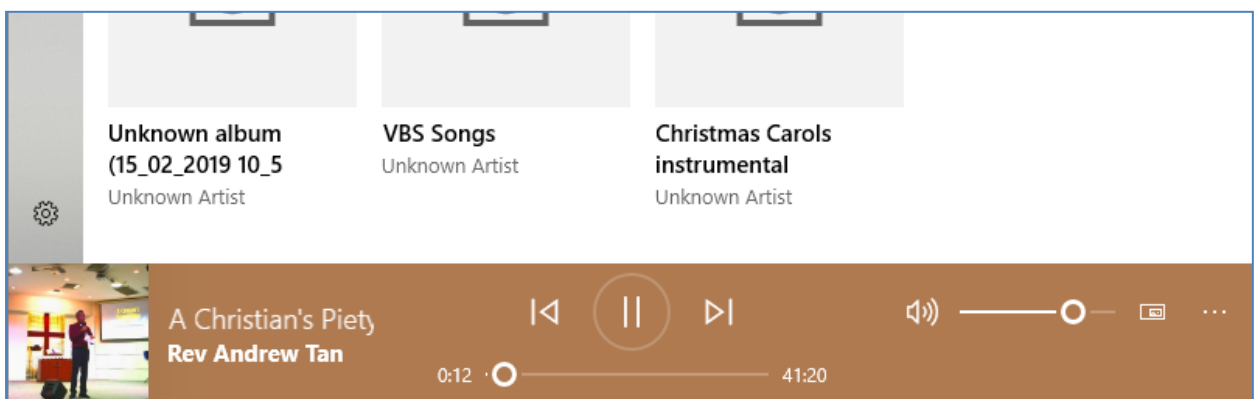 Unknown album
(15_02_2019 10_5
Unknown Artist
VBS Songs
Unknown Artist
Christmas Carols
instrumental
Unknown Artist
A Christian's Piety
Rev Andrew Tan
0:12
41:20